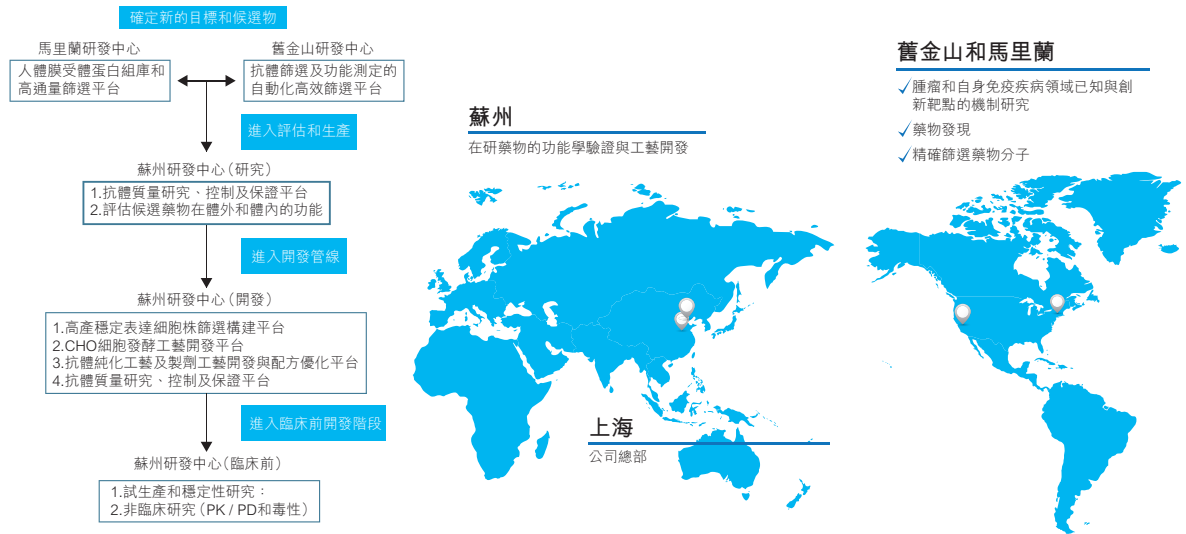 確定新的目標和候選物
馬里蘭研發中心
人體膜受體蛋白組庫和
高通量篩選平台
舊金山研發中心
抗體篩選及功能測定的
自動化高效篩選平台
進入評估和生產
蘇州研發中心(研究)
1.抗體質量研究、控制及保證平台
2.評估候選藥物在體外和體內的功能
進入開發管線
蘇州研發中心(開發)
1.高產穩定表達細胞株篩選構建平台
2.CHO細胞發酵工藝開發平台
3.抗體純化工藝及製劑工藝開發與配方優化平台
4.抗體質量研究、控制及保證平台
進入臨床前開發階段
蘇州研發中心(臨床前)
1.試生產和穩定性研究：
2.非臨床研究(PK / PD和毒性)
蘇州
在研藥物的功能學驗證與工藝開發
上海
公司總部
舊金山和馬里蘭
✓腫瘤和自身免疫疾病領域已知與創
新靶點的機制研究
✓藥物發現
✓精確篩選藥物分子